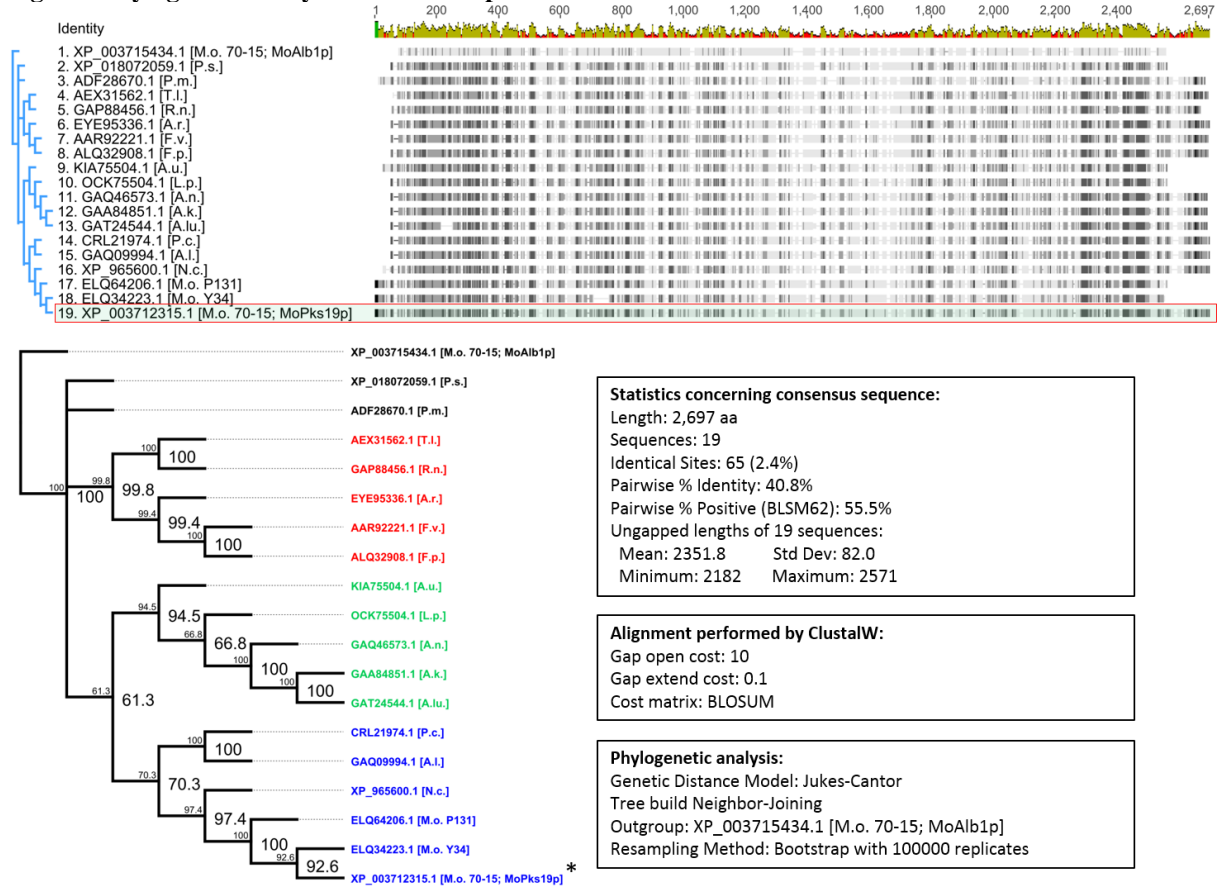 1 200 400 600 800 1,000 1,200 1,400 1,600 1,800 2,000 2,200 2,400 2,697
Identity
1. XP_003715434.1 [M.o. 70-15; MoAlb1p]
2. XP_018072059.1 [P.s.]
3. ADF28670.1 [P.m.]
4. AEX31562.1 [T.l.]
5. GAP88456.1 [R.n.]
6. EYE95336.1 [A.r.]
7. AAR92221.1 [F.v.]
8. ALQ32908.1 [F.p.]
9. KIA75504.1 [A.u.]
10. OCK75504.1 [L.p.]
11. GAQ46573.1 [A.n.]
12. GAA84851.1 [A.k.]
13. GAT24544.1 [A.lu.]
14. CRL21974.1 [P.c.]
15. GAQ09994.1 [A.l.]
16. XP_965600.1 [N.c.]
17. ELQ64206.1 [M.o. P131]
18. ELQ34223.1 [M.o. Y34]
19. XP_003712315.1 [M.o. 70-15; MoPks19p]
XP_003715434.1 [M.o. 70-15; MoAlb1p]
XP_018072059.1 [P.s.]
ADF28670.1 [P.m.]
AEX31562.1 [T.l.]
100 100
GAP88456.1 [R.n.]
99.8 99.8
100 100
EYE95336.1 [A.r.]
99.4 99.4
AAR92221.1 [F.v.]
100 100
ALQ32908.1 [F.p.]
KIA75504.1 [A.u.]
94.5 94.5
OCK75504.1 [L.p.]
66.8 66.8
GAQ46573.1 [A.n.]
100 100
GAA84851.1 [A.k.]
100 100
GAT24544.1 [A.lu.]
61.3 61.3
CRL21974.1 [P.c.]
100 100
GAQ09994.1 [A.l.]
70.3 70.3
XP_965600.1 [N.c.]
97.4 97.4
ELQ64206.1 [M.o. P131]
100 100
ELQ34223.1 [M.o. Y34]
92.6 92.6
XP_003712315.1 [M.o. 70-15; MoPks19p] *
Statistics concerning consensus sequence:
Length: 2,697 aa
Sequences: 19
Identical Sites: 65 (2.4%)
Pairwise % Identity: 40.8%
Pairwise % Positive (BLSM62): 55.5%
Ungapped lengths of 19 sequences:
Mean: 2351.8 Std Dev: 82.0
Minimum: 2182 Maximum: 2571
Alignment performed by ClustalW:
Gap open cost: 10
Gap extend cost: 0.1
Cost matrix: BLOSUM
Phylogenetic analysis:
Genetic Distance Model: Jukes-Cantor
Tree build Neighbor-Joining
Outgroup: XP_003715434.1 [M.o. 70-15; MoAlb1p]
Resampling Method: Bootstrap with 100000 replicates